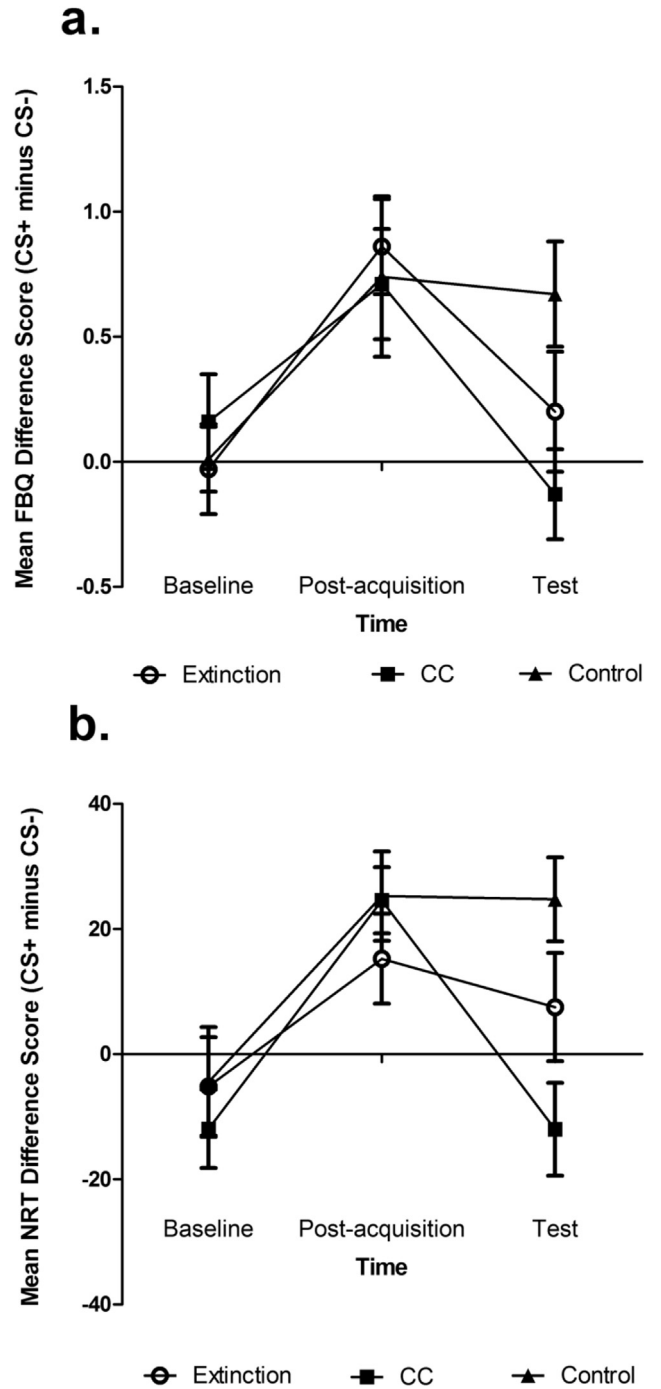 a.
Mean FBQ Difference Score (CS+ minus CS-)
1.5
1.0
0.5
0.0
-0.5
Baseline Post-acquisition Test
Time
Extinction CC Control
b.
Mean NRT Difference Score (CS+ minus CS-)
40
20
0
-20
-40
Baseline Post-acquisition Test
Time
Extinction CC Control